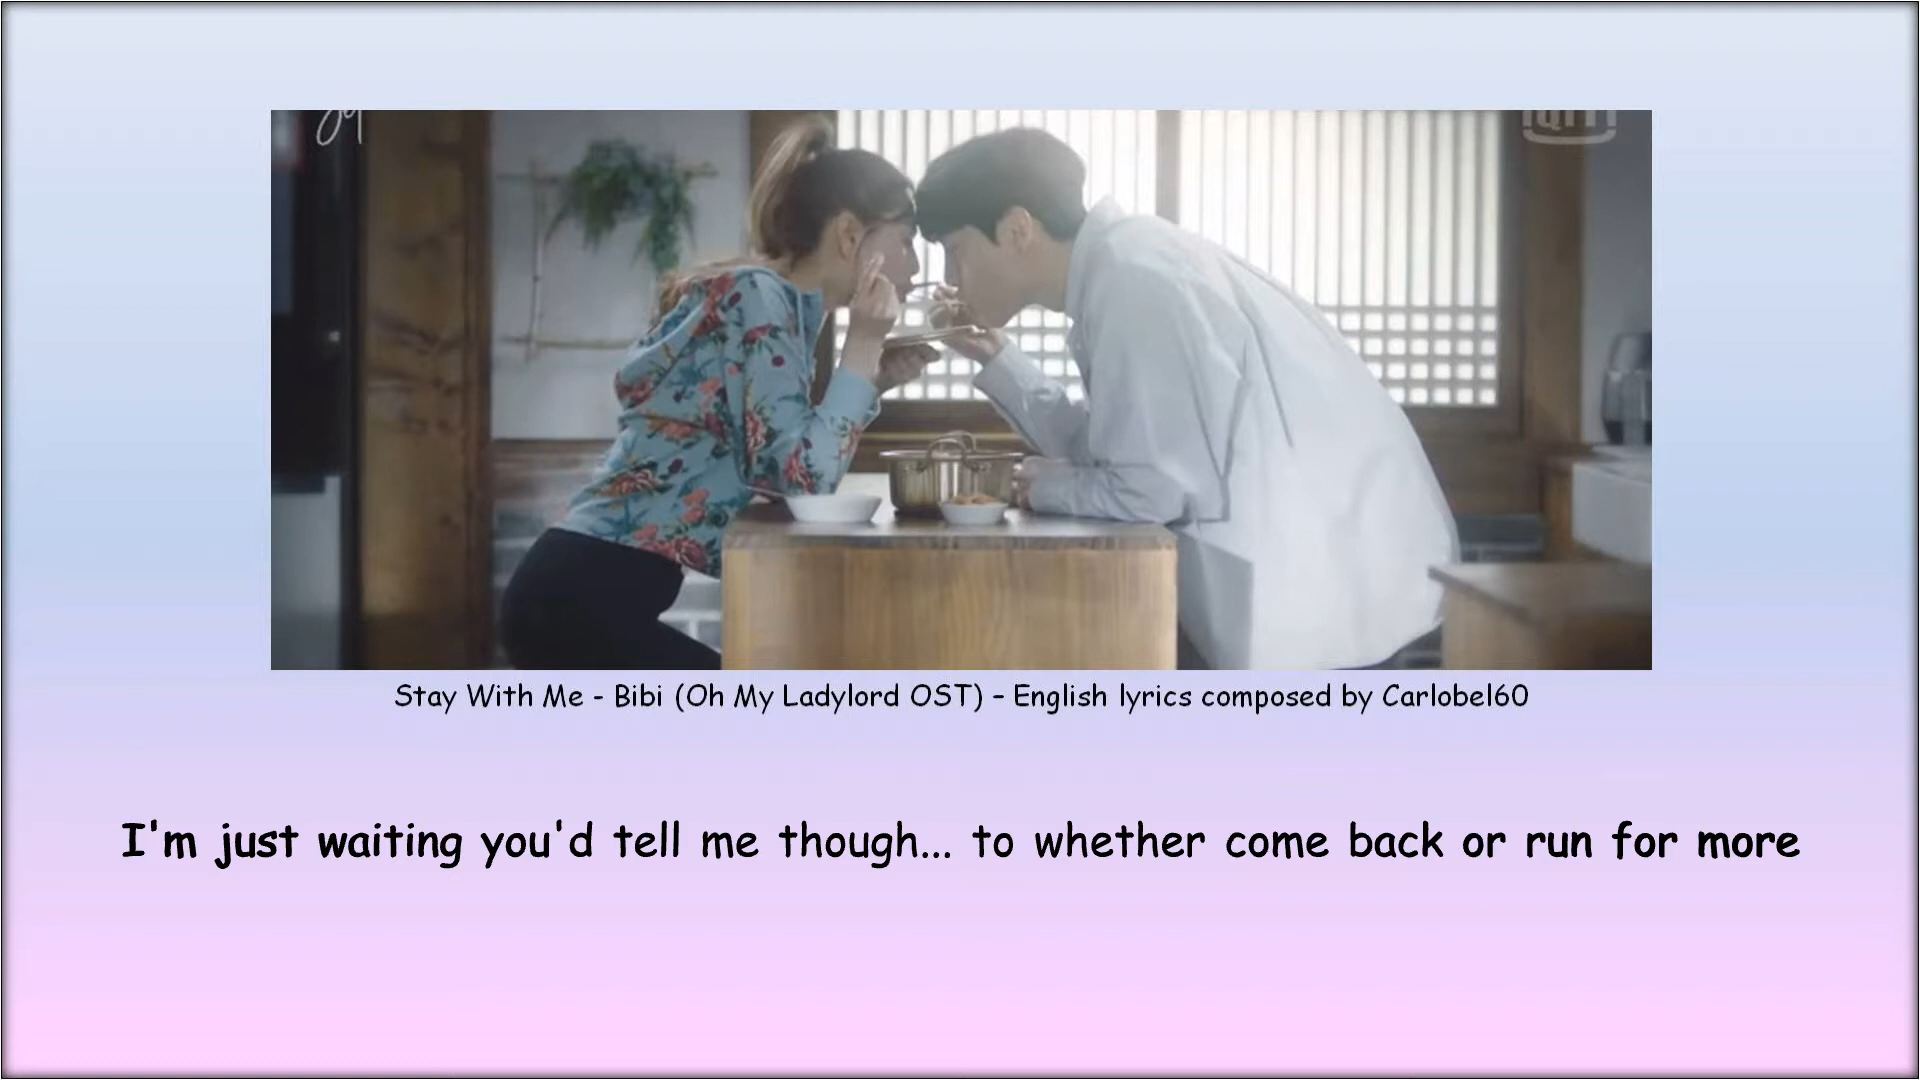 iQIYI
Stay With Me - Bibi (Oh My Ladylord OST) – English lyrics composed by Carlobel60
I'm just waiting you'd tell me though... to whether come back or run for more